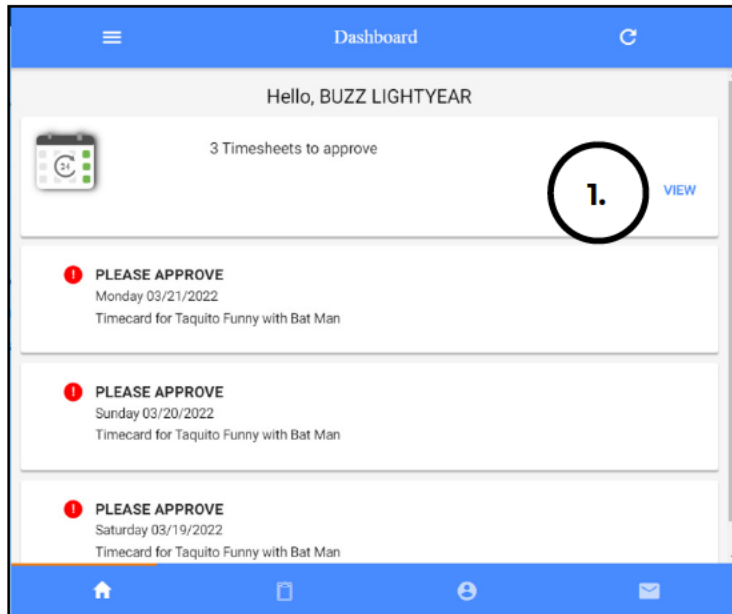 Dashboard
Hello, BUZZ LIGHTYEAR
24
3 Timesheets to approve
1.
VIEW
PLEASE APPROVE
Monday 03/21/2022
Timecard for Taquito Funny with Bat Man
PLEASE APPROVE
Sunday 03/20/2022
Timecard for Taquito Funny with Bat Man
PLEASE APPROVE
Saturday 03/19/2022
Timecard for Taquito Funny with Bat Man